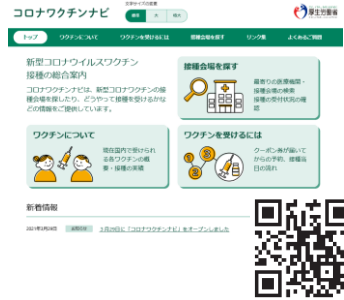 コロナワクチンナビ
文字サイズの変更
標準 大 特大
厚生労働省
トップ ワクチンについて ワクチンを受けるには 接種会場を探す リンク集 よくあるご質問
新型コロナウイルスワクチン
接種の総合案内
コロナワクチンナビは、新型コロナワクチンの接
種会場を探したり、どうやって接種を受けるかな
どの情報をご提供しています。
接種会場を探す
最寄りの医療機関・
接種会場の検索
接種の受付状況の確
認
ワクチンについて
現在国内で受けられ
る各ワクチンの概
要・接種の実績
ワクチンを受けるには
クーポン券が届いて
からの予約、接種当
日の流れ
新着情報
お知らせ 3月29日に「コロナワクチンナビ」をオープンしました